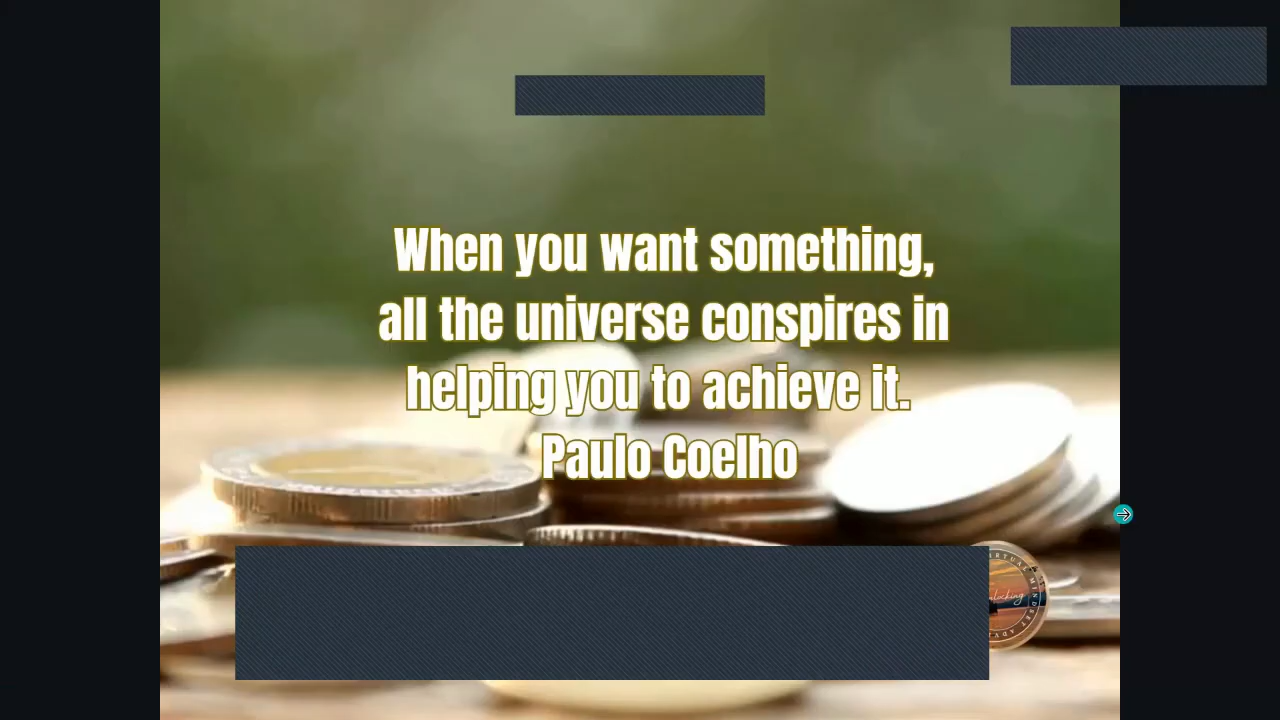 When you want something,
all the universe conspires in
helping you to achieve it.
Paulo Coelho